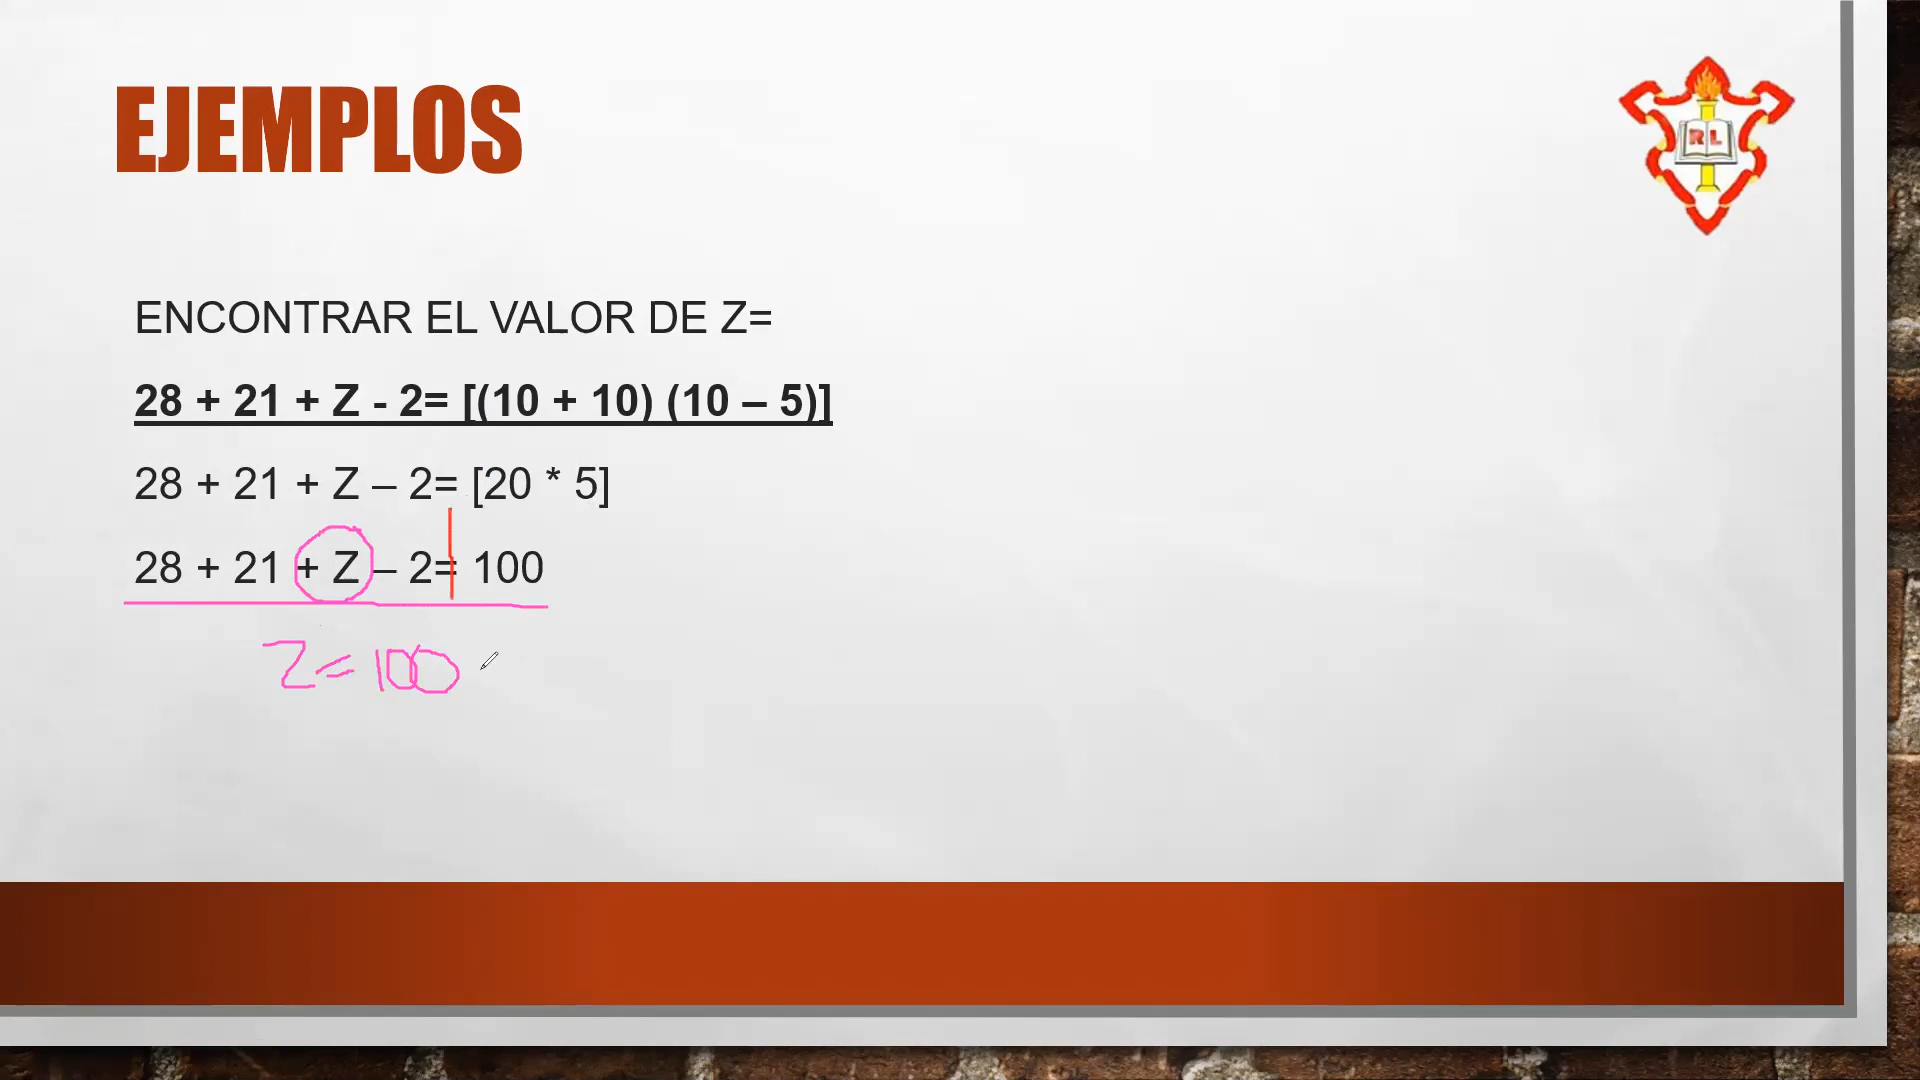 EJEMPLOS
RL
ENCONTRAR EL VALOR DE Z=
28 + 21 + Z - 2= [(10 + 10) (10 – 5)]
28 + 21 + Z – 2= [20 * 5]
28 + 21 + Z – 2= 100
Z=100